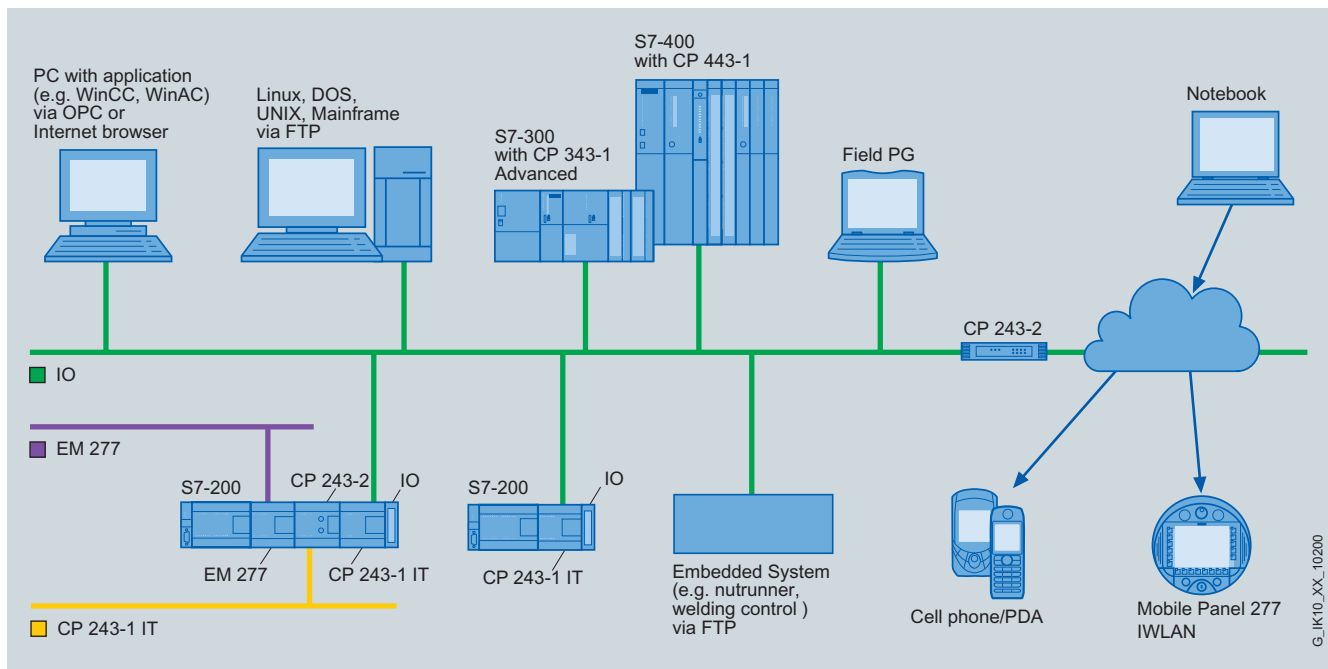 PC with application
(e.g. WinCC, WinAC)
via OPC or
Internet browser
Linux, DOS,
UNIX, Mainframe
via FTP
S7-300
with CP 343-1
Advanced
S7-400
with CP 443-1
Field PG
Notebook
CP 243-2
IO
EM 277
S7-200
CP 243-2
IO
EM 277
CP 243-1 IT
S7-200
IO
CP 243-1 IT
Embedded System
(e.g. nutrunner,
welding control )
via FTP
Cell phone/PDA
Mobile Panel 277
IWLAN
CP 243-1 IT
G_IK10_XX_10200